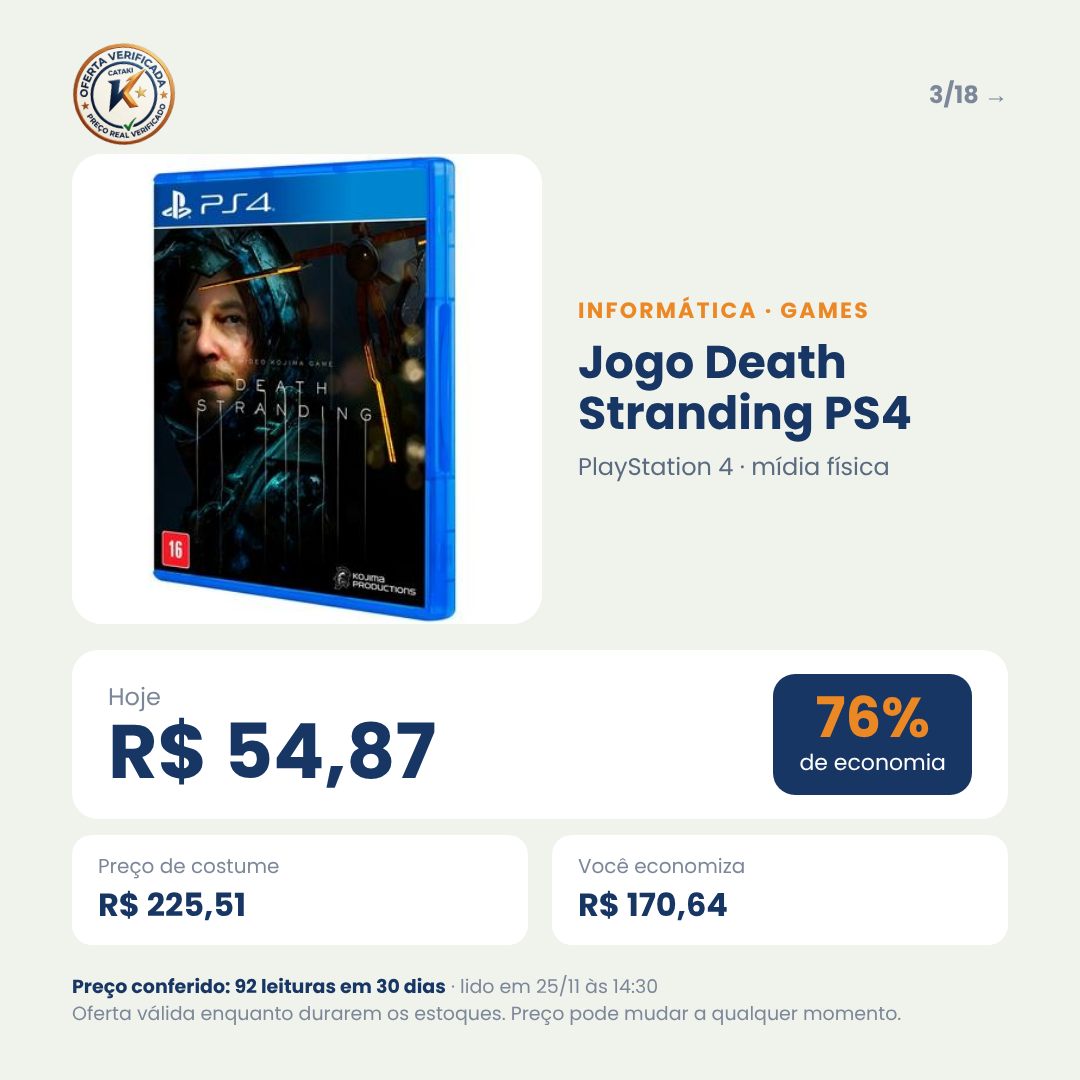 OFERTA VERIFICADA
CATAKI
K
PREÇO REAL VERIFICADO
3/18 →
PS4
A HIDEO KOJIMA GAME
DEATH
STRANDING
16
KOJIMA
PRODUCTIONS
INFORMÁTICA · GAMES
Jogo Death
Stranding PS4
PlayStation 4 · mídia física
Hoje
R$ 54,87
76%
de economia
Preço de costume
R$ 225,51
Você economiza
R$ 170,64
Preço conferido: 92 leituras em 30 dias · lido em 25/11 às 14:30
Oferta válida enquanto durarem os estoques. Preço pode mudar a qualquer momento.